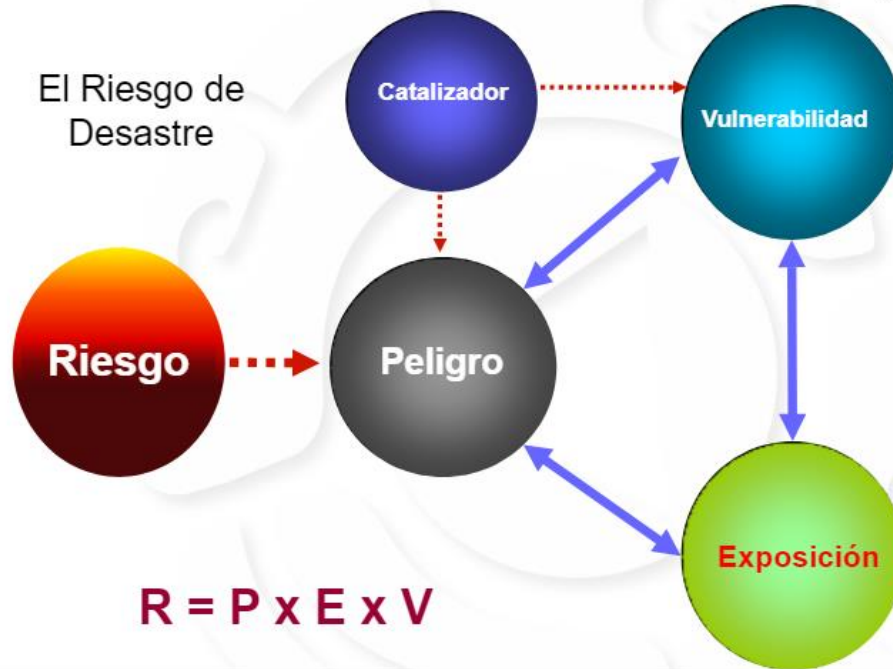 El Riesgo de
Desastre
Catalizador
Vulnerabilidad
Riesgo
Peligro
Exposición
R = P x E x V